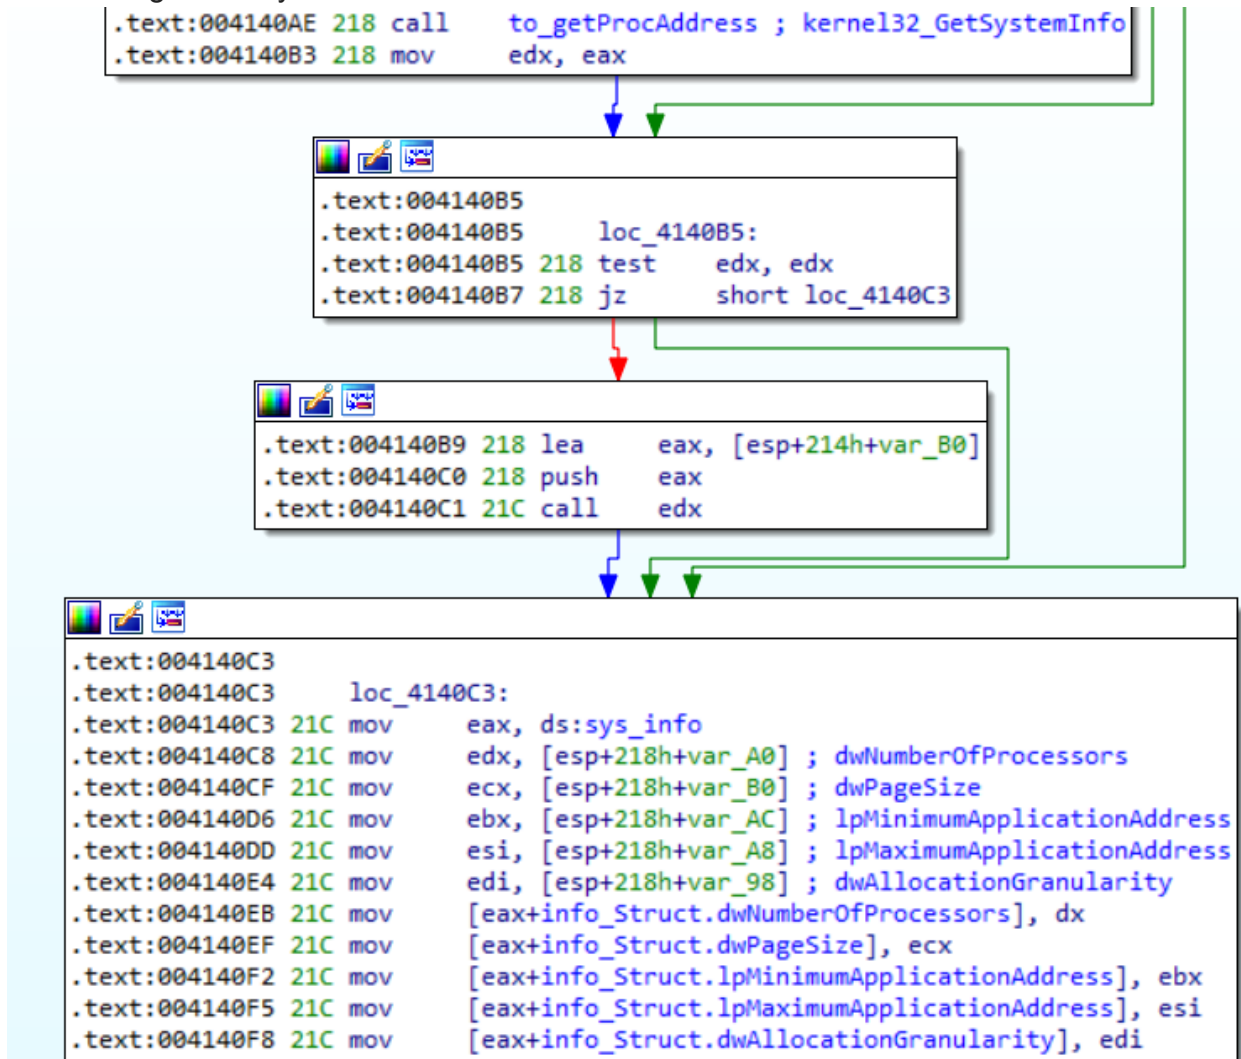 .text:004140AE 218 call to_getProcAddress ; kernel32_GetSystemInfo
.text:004140B3 218 mov edx, eax
.text:004140B5
.text:004140B5 loc_4140B5:
.text:004140B5 218 test edx, edx
.text:004140B7 218 jz short loc_4140C3
.text:004140B9 218 lea eax, [esp+214h+var_B0]
.text:004140C0 218 push eax
.text:004140C1 21C call edx
.text:004140C3
.text:004140C3 loc_4140C3:
.text:004140C3 21C mov eax, ds:sys_info
.text:004140C8 21C mov edx, [esp+218h+var_A0] ; dwNumberOfProcessors
.text:004140CF 21C mov ecx, [esp+218h+var_B0] ; dwPageSize
.text:004140D6 21C mov ebx, [esp+218h+var_AC] ; lpMinimumApplicationAddress
.text:004140DD 21C mov esi, [esp+218h+var_A8] ; lpMaximumApplicationAddress
.text:004140E4 21C mov edi, [esp+218h+var_98] ; dwAllocationGranularity
.text:004140EB 21C mov [eax+info_Struct.dwNumberOfProcessors], dx
.text:004140EF 21C mov [eax+info_Struct.dwPageSize], ecx
.text:004140F2 21C mov [eax+info_Struct.lpMinimumApplicationAddress], ebx
.text:004140F5 21C mov [eax+info_Struct.lpMaximumApplicationAddress], esi
.text:004140F8 21C mov [eax+info_Struct.dwAllocationGranularity], edi